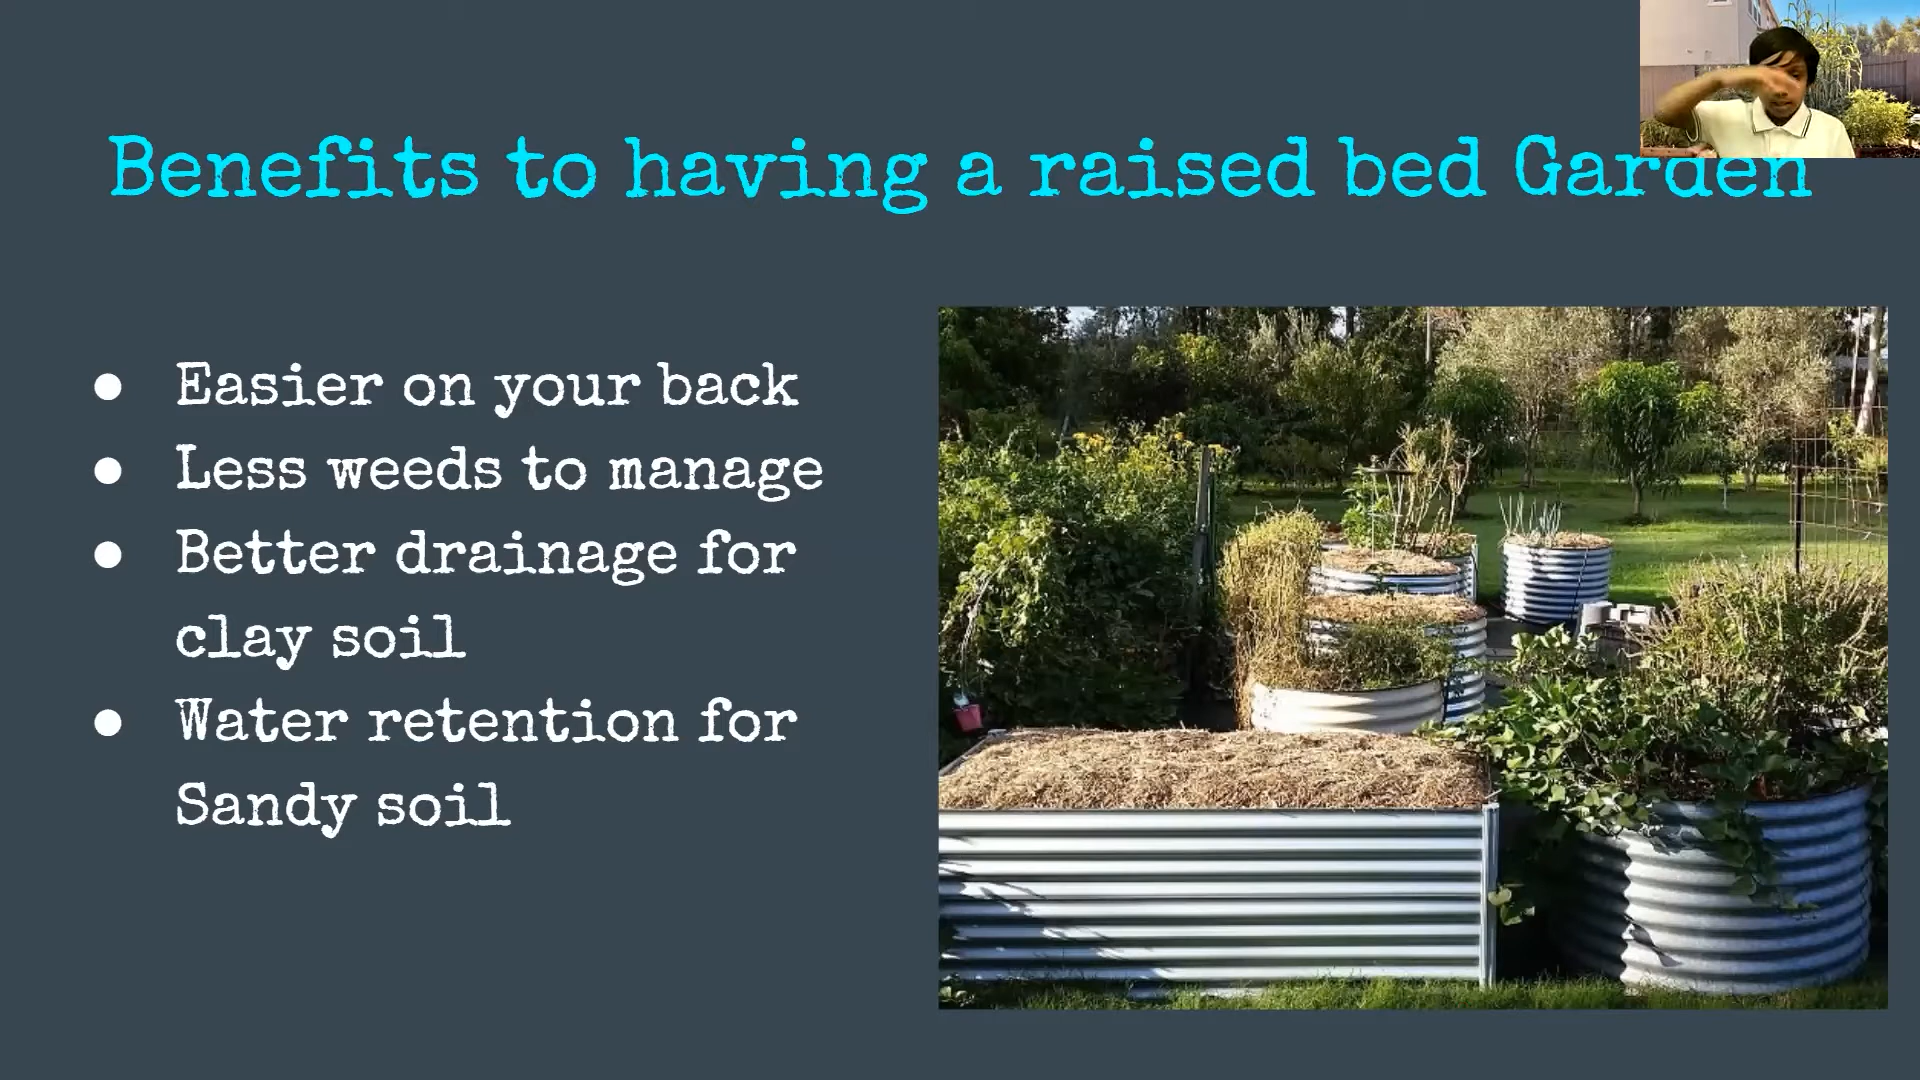 Benefits to having a raised bed Garden
● Easier on your back
● Less weeds to manage
● Better drainage for
clay soil
● Water retention for
Sandy soil